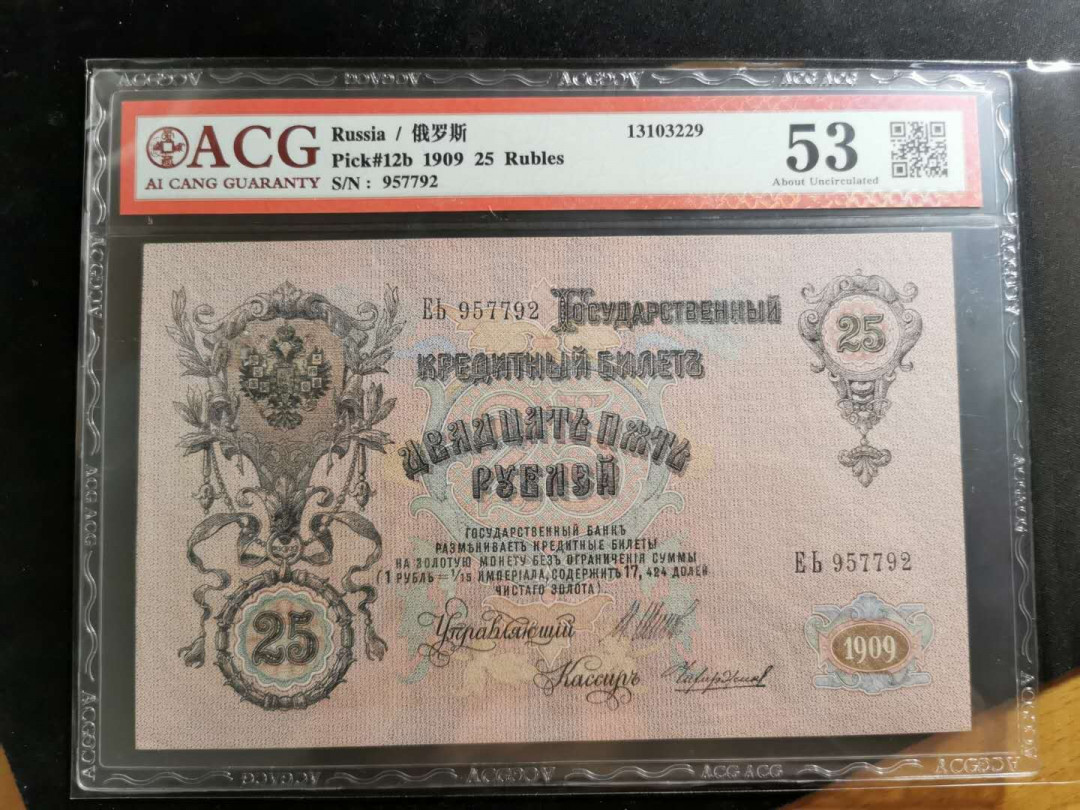 ACG
AI CANG GUARANTY
Russia / 俄罗斯
Pick#12b 1909 25 Rubles
S/N : 957792
13103229
53
About Uncirculated
ЕЬ 957792
ГОСУДАРСТВЕННЫЙ
КРЕДИТНЫЙ БИЛЕТЪ
25
ДВАДЦАТЬ ПЯТЬ
РУБЛЕЙ
ГОСУДАРСТВЕННЫЙ БАНКЪ
РАЗМѢНИВАЕТЪ КРЕДИТНЫЕ БИЛЕТЫ
НА ЗОЛОТУЮ МОНЕТУ БЕЗЪ ОГРАНИЧЕНІЯ СУММЫ
(1 РУБЛЬ = 1/15 ИМПЕРІАЛА, СОДЕРЖИТЪ 17, 424 ДОЛЕЙ
ЧИСТАГО ЗОЛОТА)
ЕЬ 957792
25
Управляющій
Кассиръ
1909